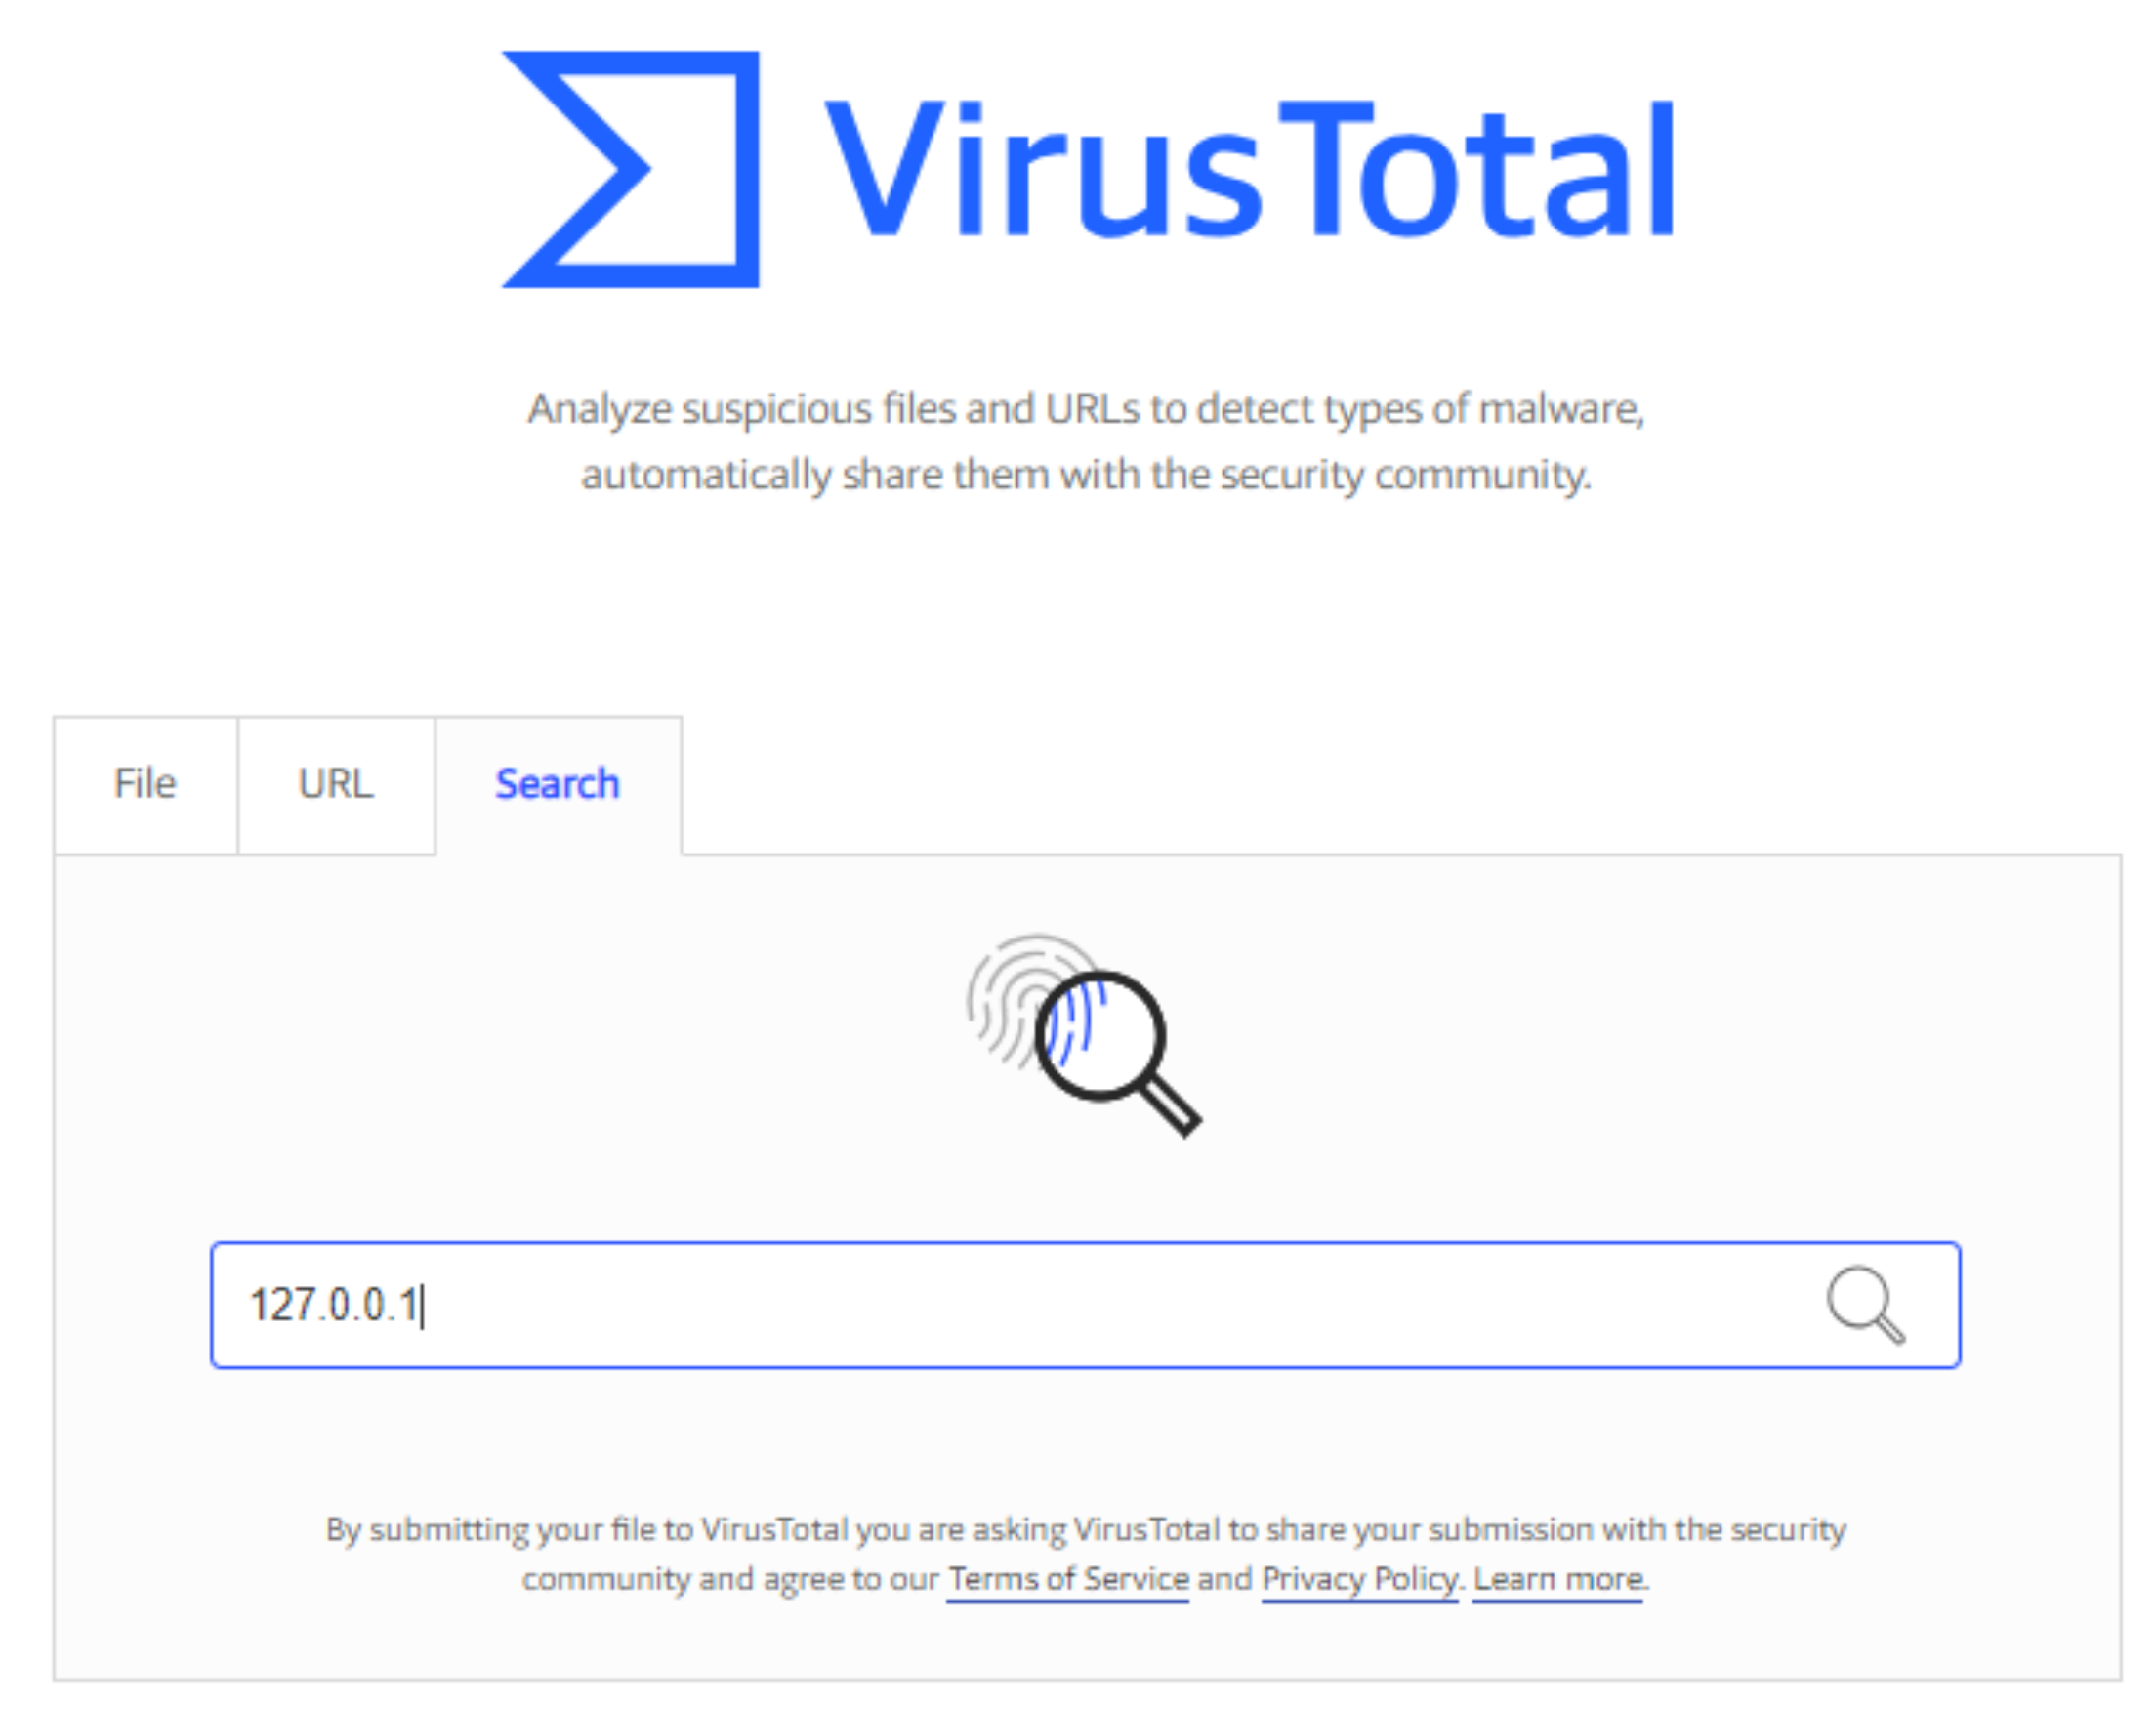 VirusTotal
Analyze suspicious files and URLs to detect types of malware,
automatically share them with the security community.
File URL Search
127.0.0.1
By submitting your file to VirusTotal you are asking VirusTotal to share your submission with the security
community and agree to our Terms of Service and Privacy Policy. Learn more.